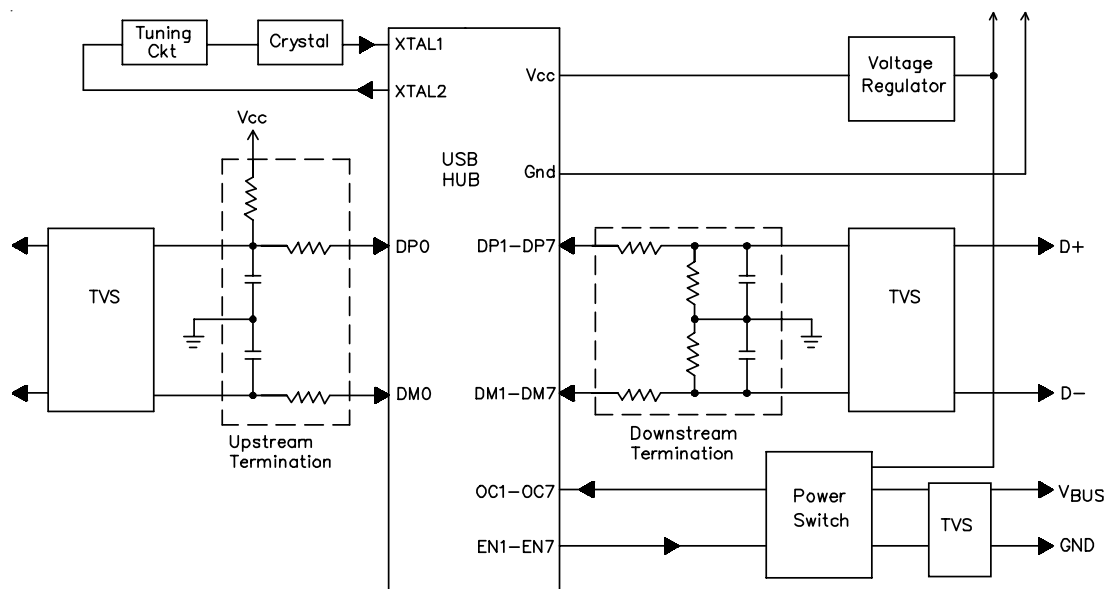 Tuning
Ckt
Crystal
XTAL1
XTAL2
Vcc
USB
HUB
Vcc
Gnd
Voltage
Regulator
TVS
DP0
DM0
Upstream
Termination
DP1-DP7
DM1-DM7
Downstream
Termination
TVS
D+
D-
OC1-OC7
EN1-EN7
Power
Switch
TVS
VBUS
GND